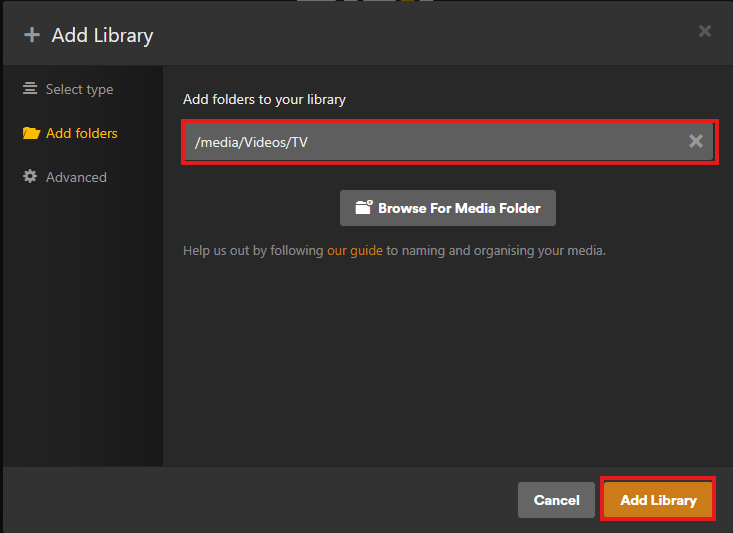 Add Library
Select type
Add folders
Advanced
Add folders to your library
/media/Videos/TV
Browse For Media Folder
Help us out by following our guide to naming and organising your media.
Cancel
Add Library